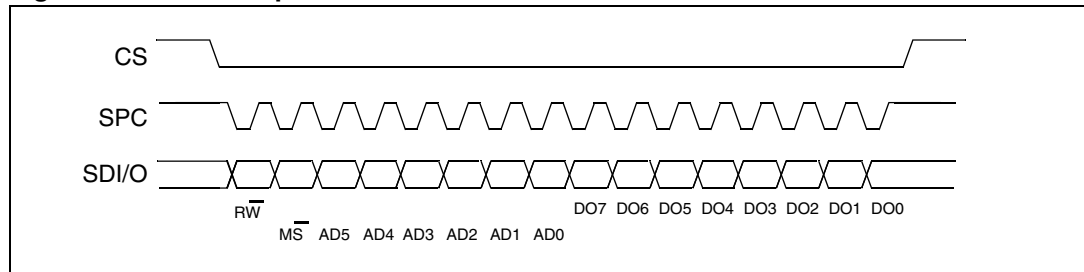 CS
SPC
SDI/O
RW̅ DO7 DO6 DO5 DO4 DO3 DO2 DO1 DO0
MS̅ AD5 AD4 AD3 AD2 AD1 AD0